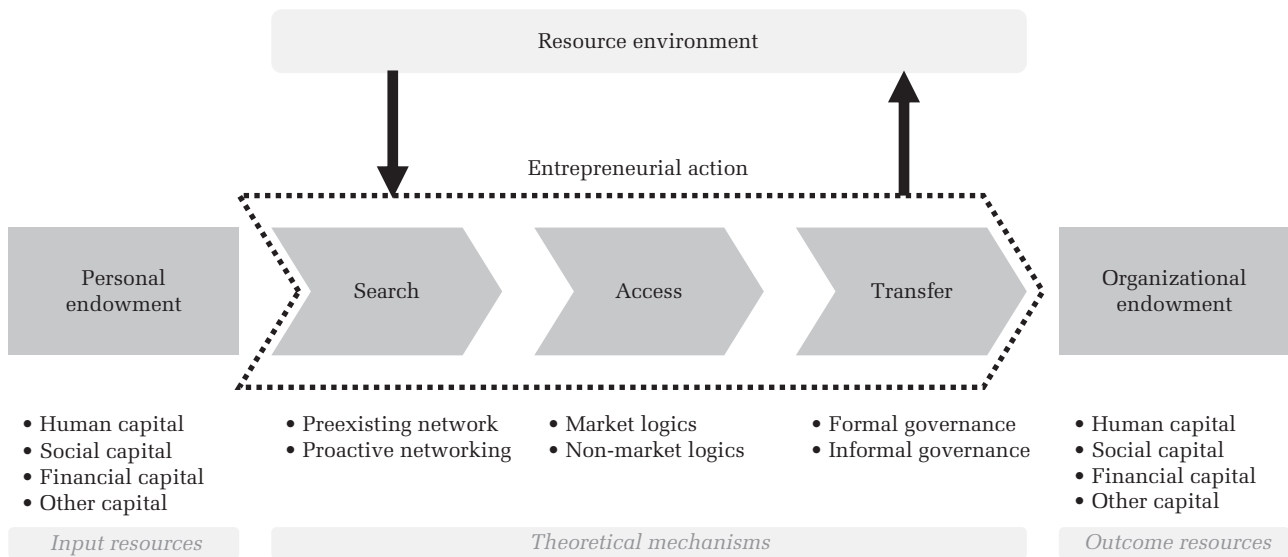 Resource environment
Entrepreneurial action
Personal
endowment
Search
Access
Transfer
Organizational
endowment
• Human capital
• Social capital
• Financial capital
• Other capital
• Preexisting network
• Proactive networking
• Market logics
• Non-market logics
• Formal governance
• Informal governance
• Human capital
• Social capital
• Financial capital
• Other capital
Input resources
Theoretical mechanisms
Outcome resources